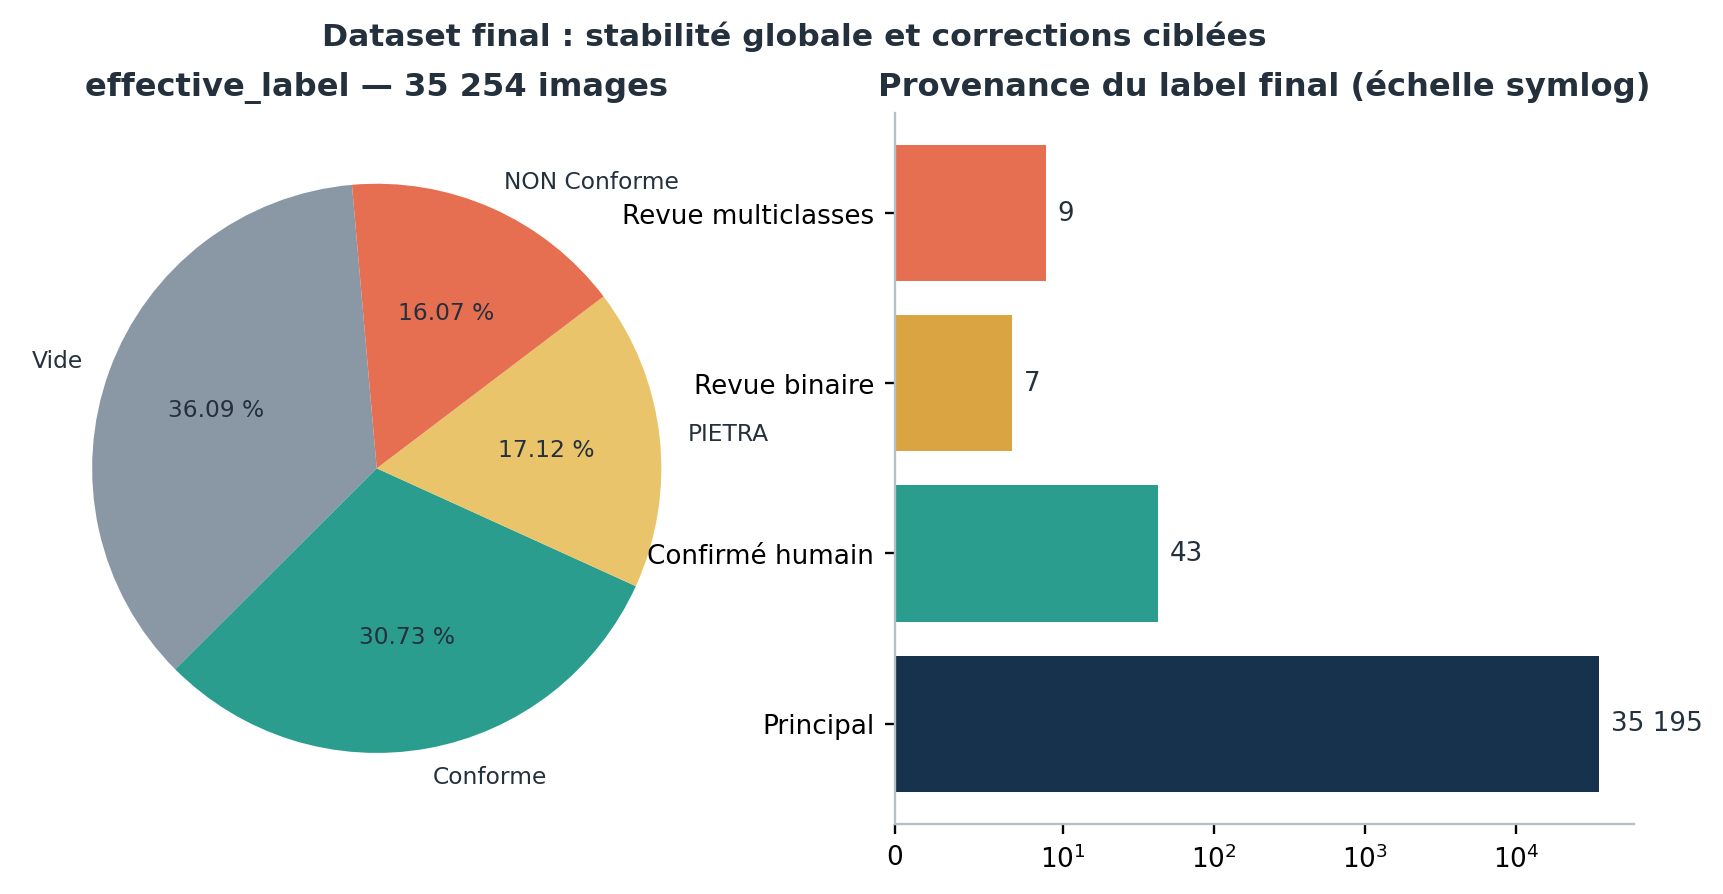 Dataset final : stabilité globale et corrections ciblées
effective_label — 35 254 images
NON Conforme
16.07 %
Vide
36.09 %
17.12 %
PIETRA
30.73 %
Conforme
Provenance du label final (échelle symlog)
Revue multiclasses
9
Revue binaire
7
Confirmé humain
43
Principal
35 195
0
10¹
10²
10³
10⁴